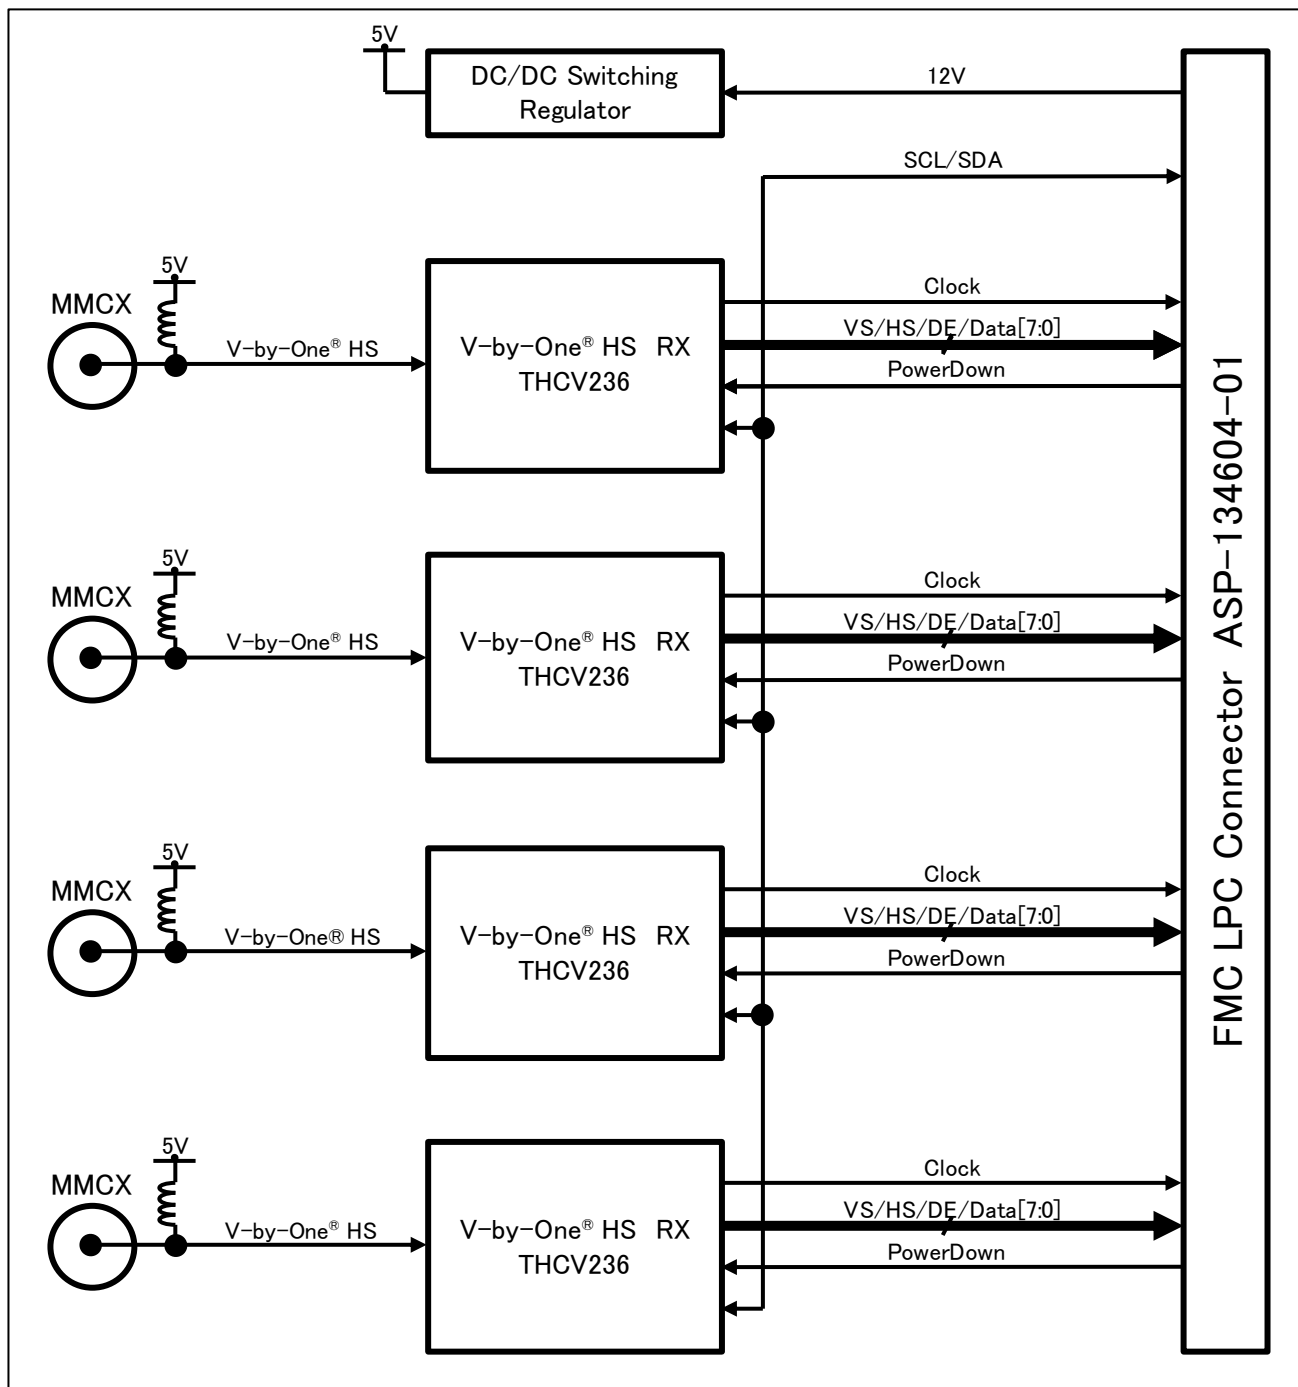 5V
DC/DC Switching
Regulator
12V
SCL/SDA
5V
MMCX
V-by-One® HS
V-by-One® HS RX
THCV236
Clock
VS/HS/DE/Data[7:0]
PowerDown
5V
MMCX
V-by-One® HS
V-by-One® HS RX
THCV236
Clock
VS/HS/DE/Data[7:0]
PowerDown
5V
MMCX
V-by-One® HS
V-by-One® HS RX
THCV236
Clock
VS/HS/DE/Data[7:0]
PowerDown
5V
MMCX
V-by-One® HS
V-by-One® HS RX
THCV236
Clock
VS/HS/DE/Data[7:0]
PowerDown
FMC LPC Connector ASP-134604-01